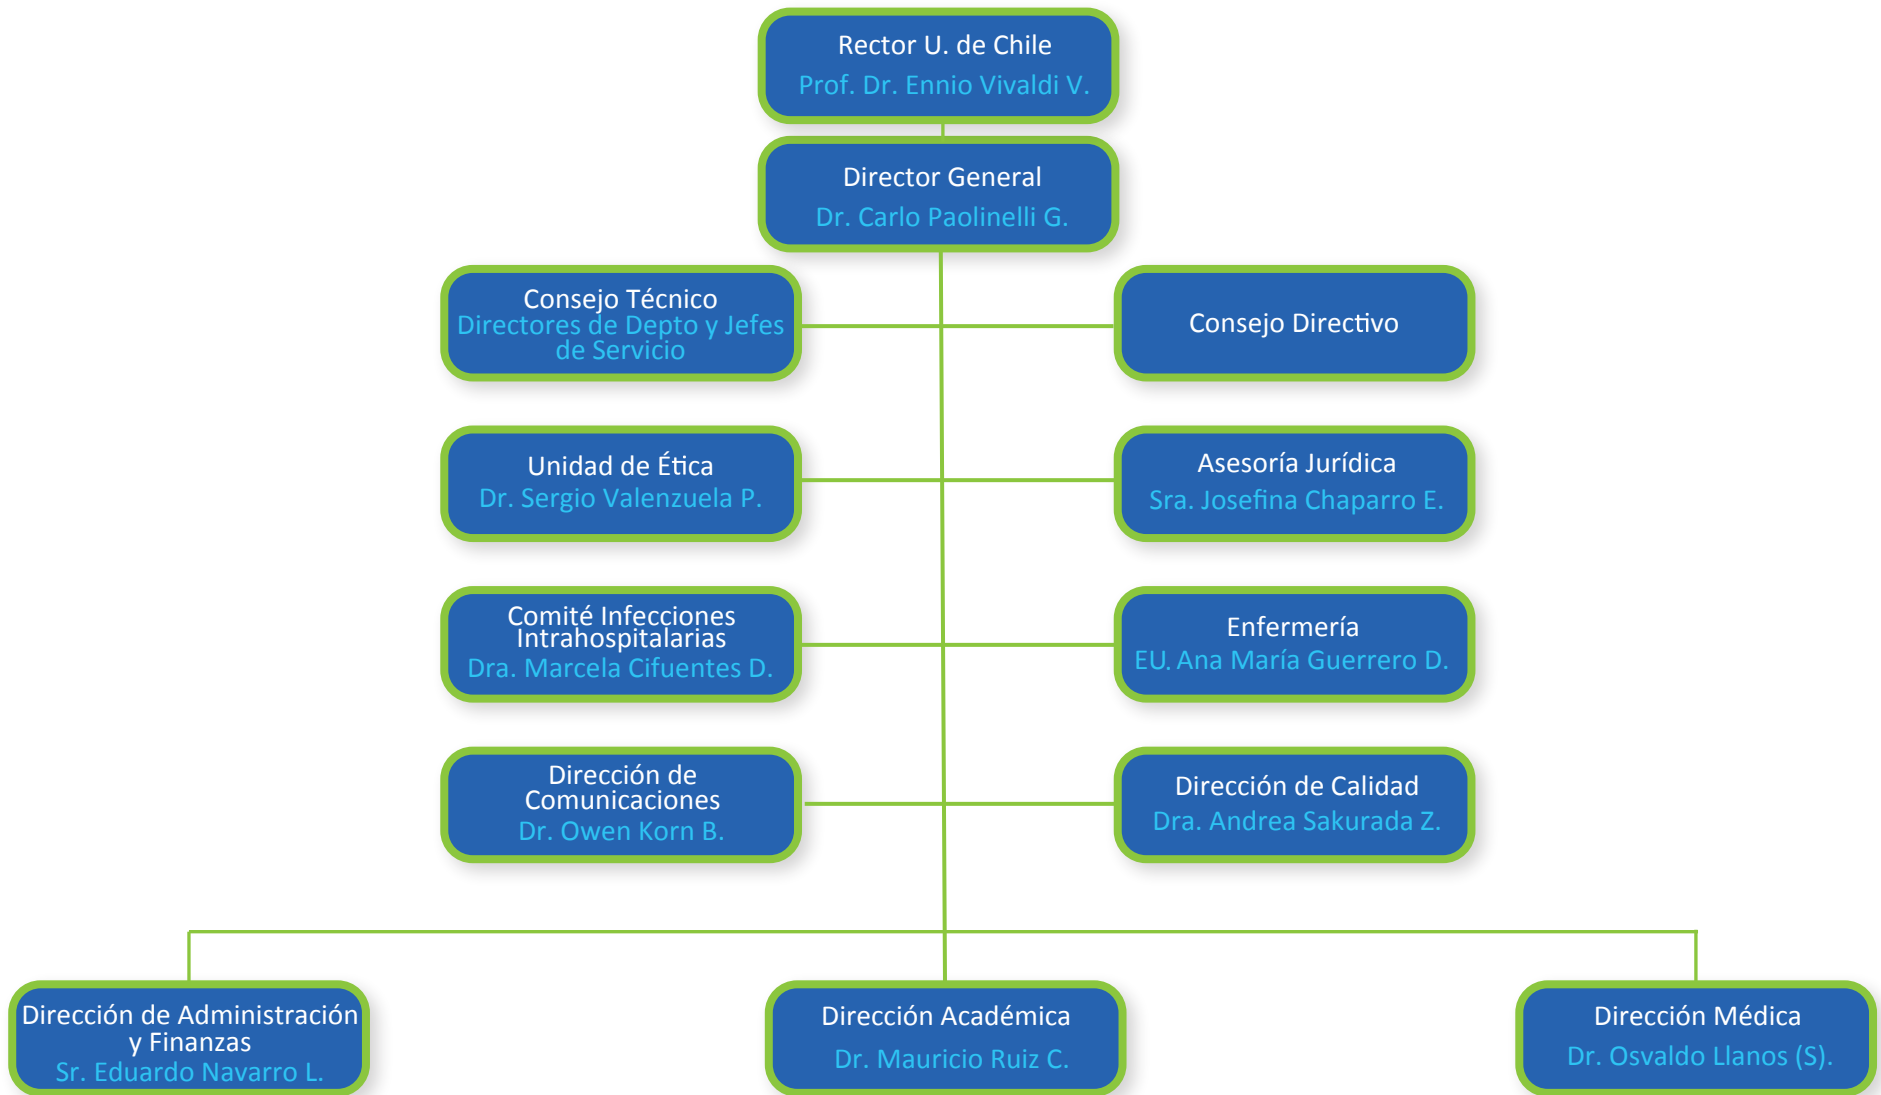 Rector U. de Chile
Prof. Dr. Ennio Vivaldi V.
Director General
Dr. Carlo Paolinelli G.
Consejo Técnico
Directores de Depto y Jefes
de Servicio
Consejo Directivo
Unidad de Ética
Dr. Sergio Valenzuela P.
Asesoría Jurídica
Sra. Josefina Chaparro E.
Comité Infecciones
Intrahospitalarias
Dra. Marcela Cifuentes D.
Enfermería
EU. Ana María Guerrero D.
Dirección de
Comunicaciones
Dr. Owen Korn B.
Dirección de Calidad
Dra. Andrea Sakurada Z.
Dirección de Administración
y Finanzas
Sr. Eduardo Navarro L.
Dirección Académica
Dr. Mauricio Ruiz C.
Dirección Médica
Dr. Osvaldo Llanos (S).